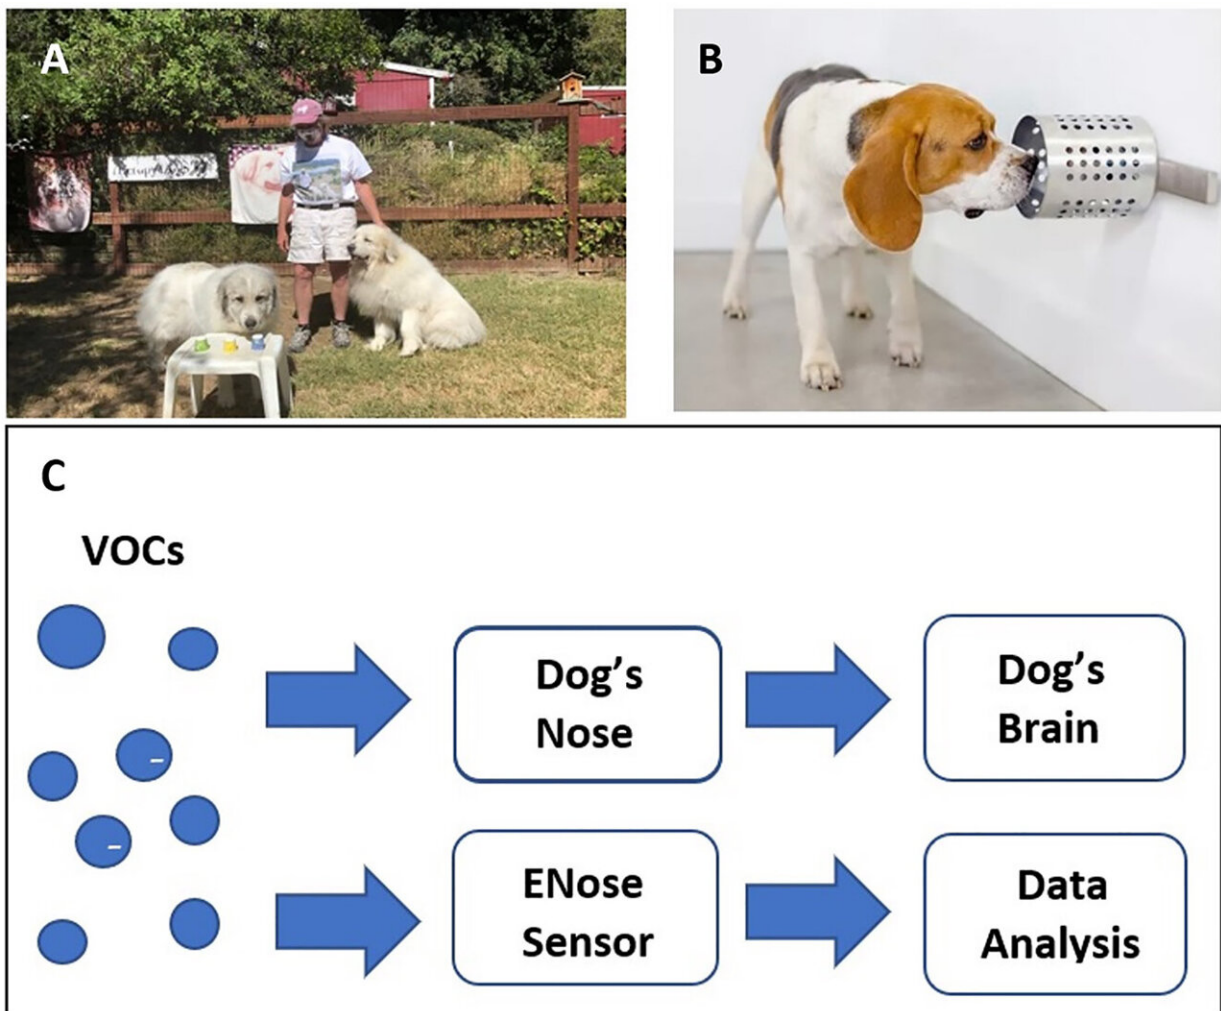 A
B
C
VOCs
Dog’s
Nose
Dog’s
Brain
ENose
Sensor
Data
Analysis